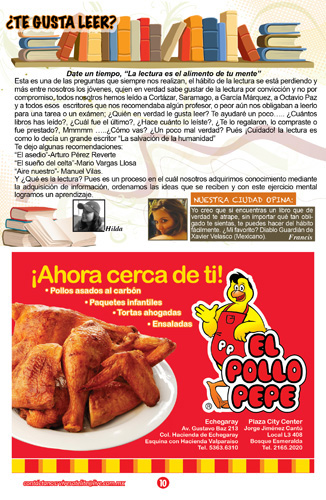 ¿TE GUSTA LEER?
Date un tiempo, "La lectura es el alimento de tu mente"
Esta es una de las preguntas que siempre nos realizan, el hábito de la lectura se está perdiendo y
más entre nosotros los jóvenes, quien en verdad sabe gustar de la lectura por convicción y no por
compromiso, todos nosotros hemos leído a Cortázar, Saramago, a García Márquez, a Octavio Paz
y a todos esos escritores que nos recomendaba algún profesor, o peor aún nos obligaban a leerlo
para una tarea o un exámen; ¿Quién en verdad le gusta leer? Te ayudaré un poco..... ¿Cuántos
libros has leído?, ¿Cuál fue el último?, ¿Hace cuánto lo leíste?, ¿Te lo regalaron, lo compraste o
fue prestado?, Mmmmm .....¿Cómo vas? ¿Un poco mal verdad? Pués ¡Cuidado! la lectura es
como lo decía un grande escritor "La salvación de la humanidad"
Te dejo algunas recomendaciones:
"El asedio"-Arturo Pérez Reverte
"El sueño del celta"-Mario Vargas Llosa
"Aire nuestro"- Manuel Vilas.
Y ¿Qué es la lectura? Pues es un proceso en el cuál nosotros adquirimos conocimiento mediante
la adquisición de información, ordenamos las ideas que se reciben y con este ejercicio mental
logramos un aprendizaje.
Hilda
NUESTRA CIUDAD OPINA:
Yo creo que si encuentras un libro que de
verdad te atrape, sin importar qué tan obli-
gado te sientas, te puedes hacer del hábito
fácilmente. ¿Mi favorito? Diablo Guardián de
Xavier Velasco (Mexicano).
Francis
¡Ahora cerca de ti!
• Pollos asados al carbón
• Paquetes infantiles
• Tortas ahogadas
• Ensaladas
PP
EL
POLLO
PEPE
®
Echegaray
Av. Gustavo Baz 213
Col. Hacienda de Echegaray
Esquina con Hacienda Valparaíso
Tel. 5363.6310
Plaza City Center
Jorge Jiménez Cantú
Local L3 408
Bosque Esmeralda
Tel. 2165.2020
10